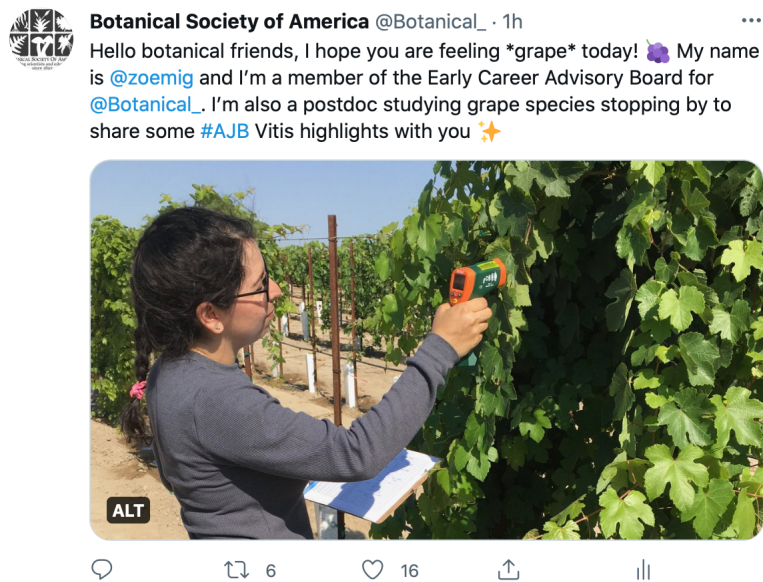 Botanical Society of America @Botanical_ · 1h
Hello botanical friends, I hope you are feeling *grape* today! 🍇 My name
is @zoemig and I'm a member of the Early Career Advisory Board for
@Botanical_. I'm also a postdoc studying grape species stopping by to
share some #AJB Vitis highlights with you ✨
ALT
6
16